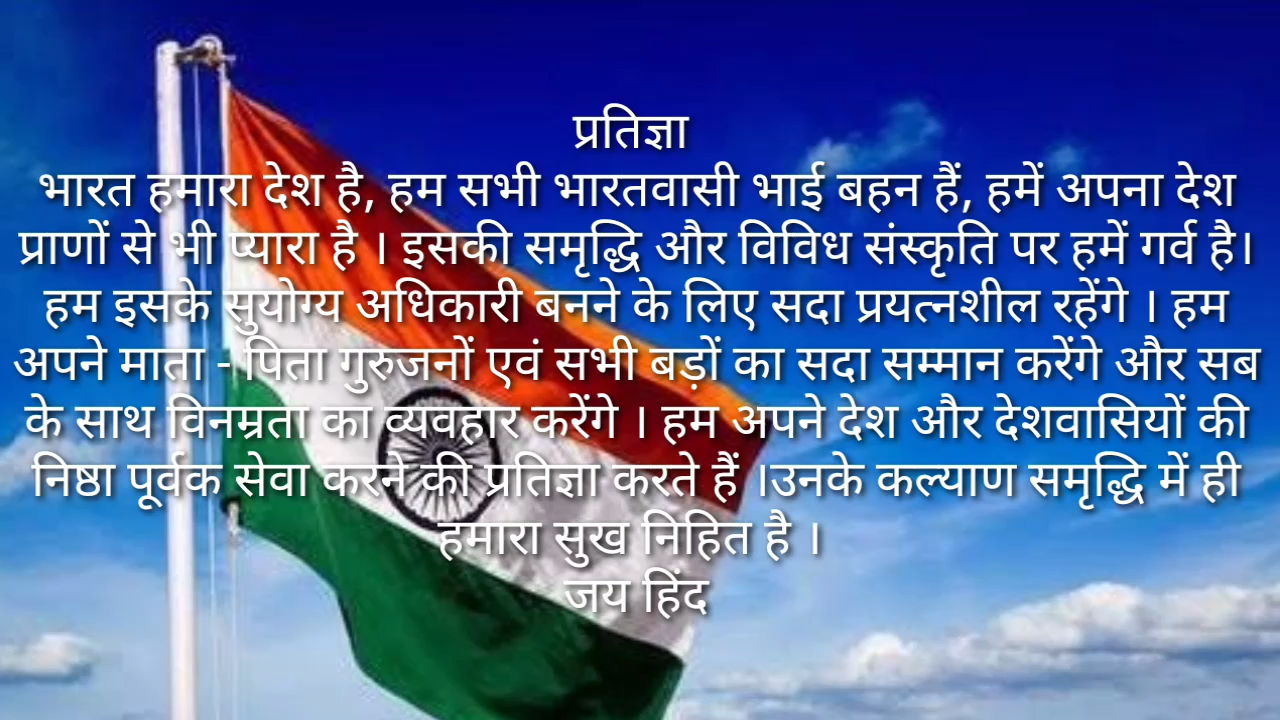 प्रतिज्ञा
भारत हमारा देश है, हम सभी भारतवासी भाई बहन हैं, हमें अपना देश
प्राणों से भी प्यारा है । इसकी समृद्धि और विविध संस्कृति पर हमें गर्व है।
हम इसके सुयोग्य अधिकारी बनने के लिए सदा प्रयत्नशील रहेंगे । हम
अपने माता - पिता गुरुजनों एवं सभी बड़ों का सदा सम्मान करेंगे और सब
के साथ विनम्रता का व्यवहार करेंगे । हम अपने देश और देशवासियों की
निष्ठा पूर्वक सेवा करने की प्रतिज्ञा करते हैं ।उनके कल्याण समृद्धि में ही
हमारा सुख निहित है ।
जय हिंद